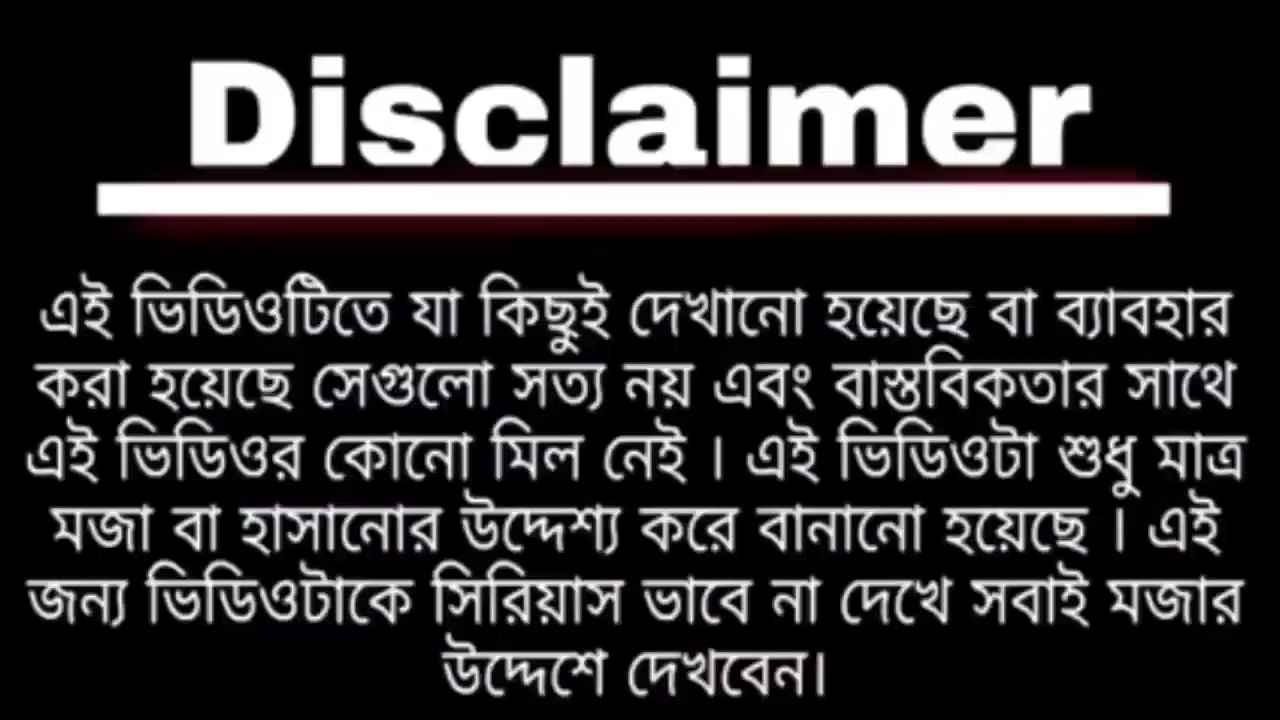 Disclaimer
এই ভিডিওটিতে যা কিছুই দেখানো হয়েছে বা ব্যাবহার
করা হয়েছে সেগুলো সত্য নয় এবং বাস্তবিকতার সাথে
এই ভিডিওর কোনো মিল নেই । এই ভিডিওটা শুধু মাত্র
মজা বা হাসানোর উদ্দেশ্য করে বানানো হয়েছে । এই
জন্য ভিডিওটাকে সিরিয়াস ভাবে না দেখে সবাই মজার
উদ্দেশে দেখবেন।